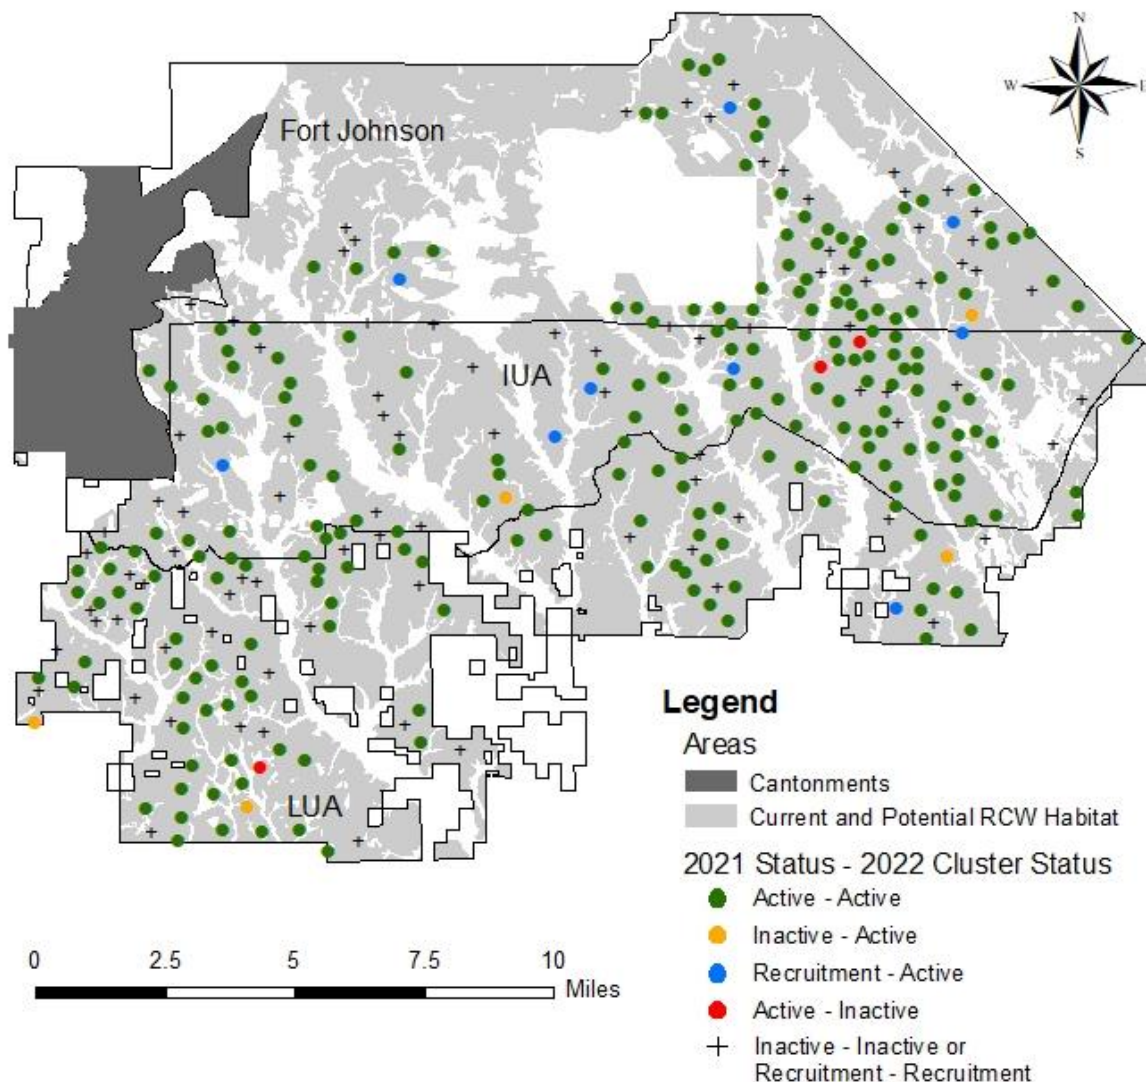 N
W
E
S
Fort Johnson
IUA
LUA
Legend
Areas
Cantonments
Current and Potential RCW Habitat
2021 Status - 2022 Cluster Status
Active - Active
Inactive - Active
Recruitment - Active
Active - Inactive
Inactive - Inactive or
Recruitment - Recruitment
0 2.5 5 7.5 10
Miles